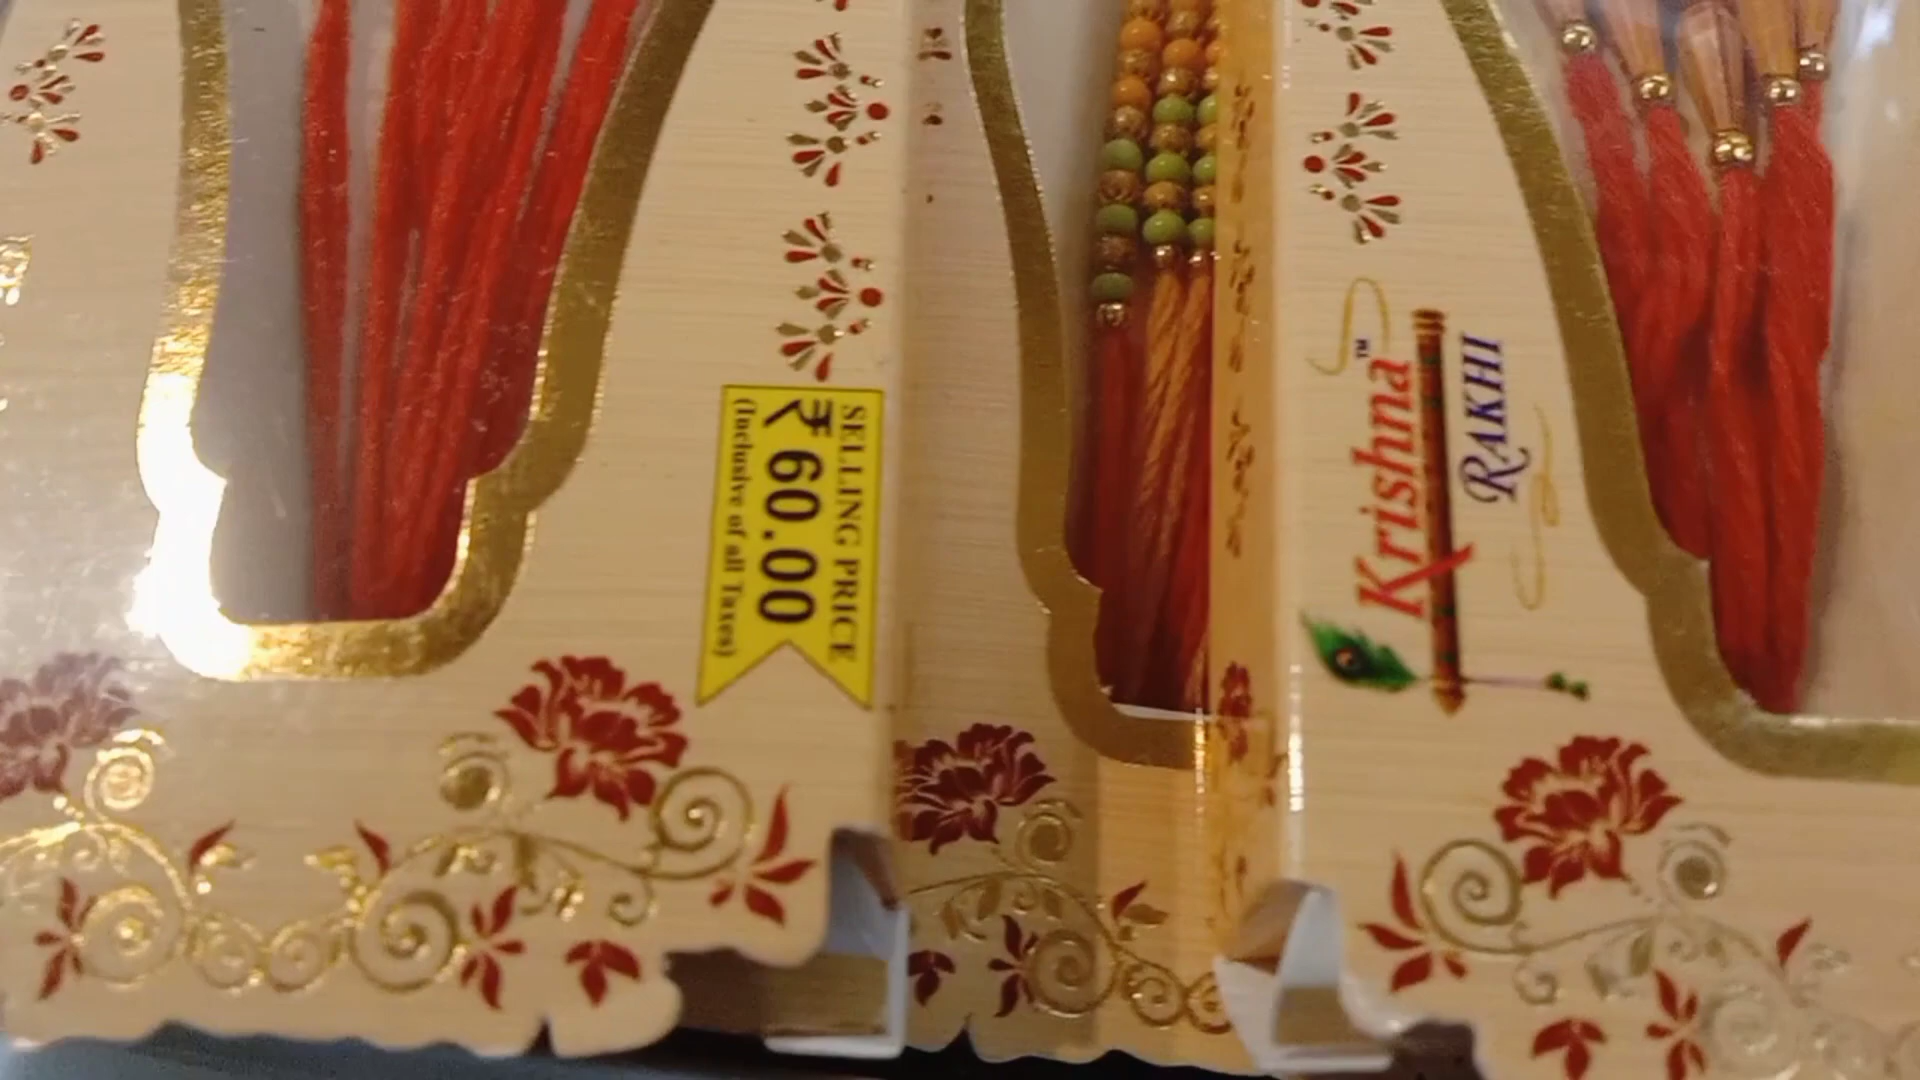 SELLING PRICE
₹ 60.00
(Inclusive of all Taxes)
Krishna™
RAKHI